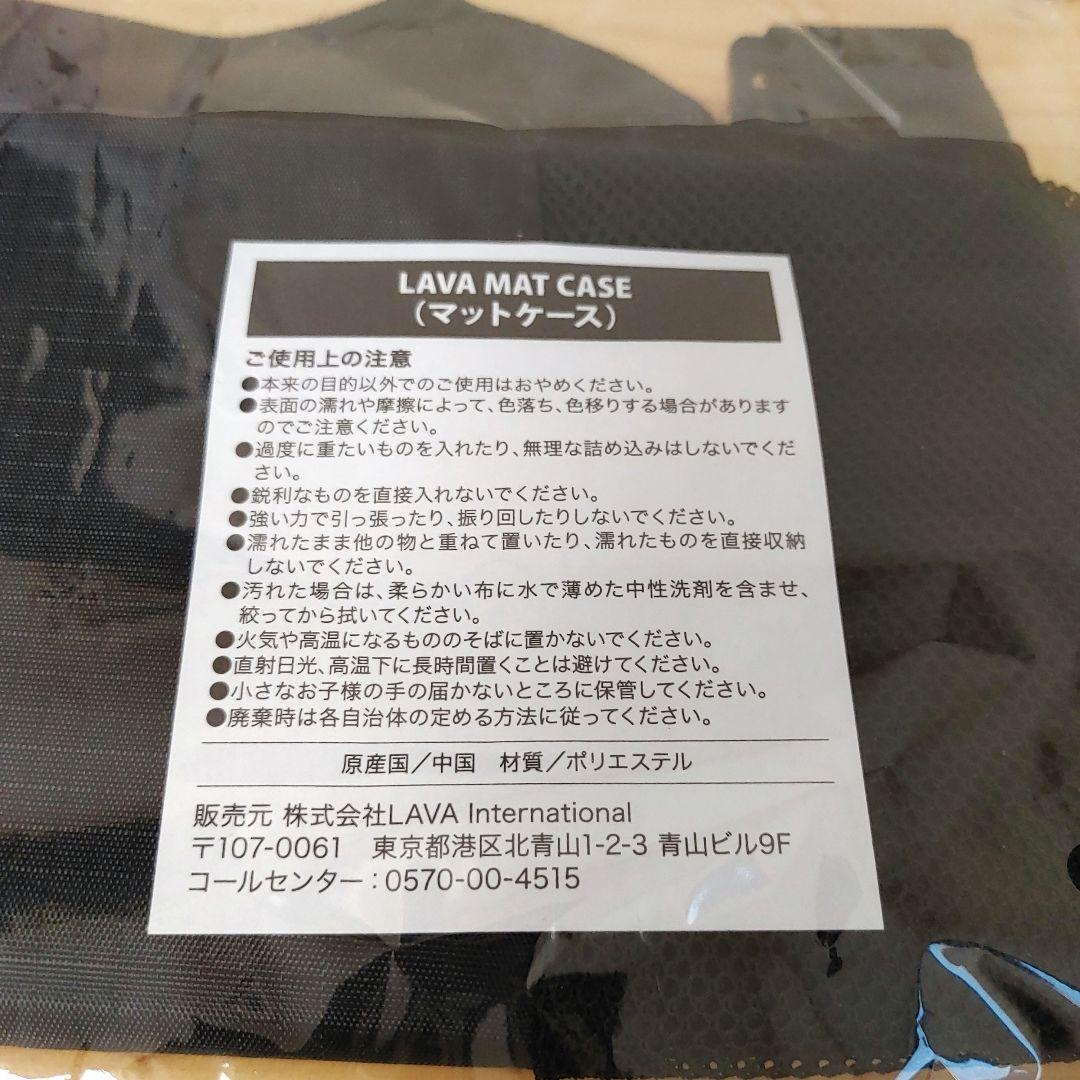 LAVA MAT CASE
（マットケース）
ご使用上の注意
●本来の目的以外でのご使用はおやめください。
●表面の濡れや摩擦によって、色落ち、色移りする場合があります
のでご注意ください。
●過度に重たいものを入れたり、無理な詰め込みはしないでくだ
さい。
●鋭利なものを直接入れないでください。
●強い力で引っ張ったり、振り回したりしないでください。
●濡れたまま他の物と重ねて置いたり、濡れたものを直接収納
しないでください。
●汚れた場合は、柔らかい布に水で薄めた中性洗剤を含ませ、
絞ってから拭いてください。
●火気や高温になるもののそばに置かないでください。
●直射日光、高温下に長時間置くことは避けてください。
●小さなお子様の手の届かないところに保管してください。
●廃棄時は各自治体の定める方法に従ってください。
原産国／中国　材質／ポリエステル
販売元 株式会社LAVA International
〒107-0061　東京都港区北青山1-2-3 青山ビル9F
コールセンター：0570-00-4515